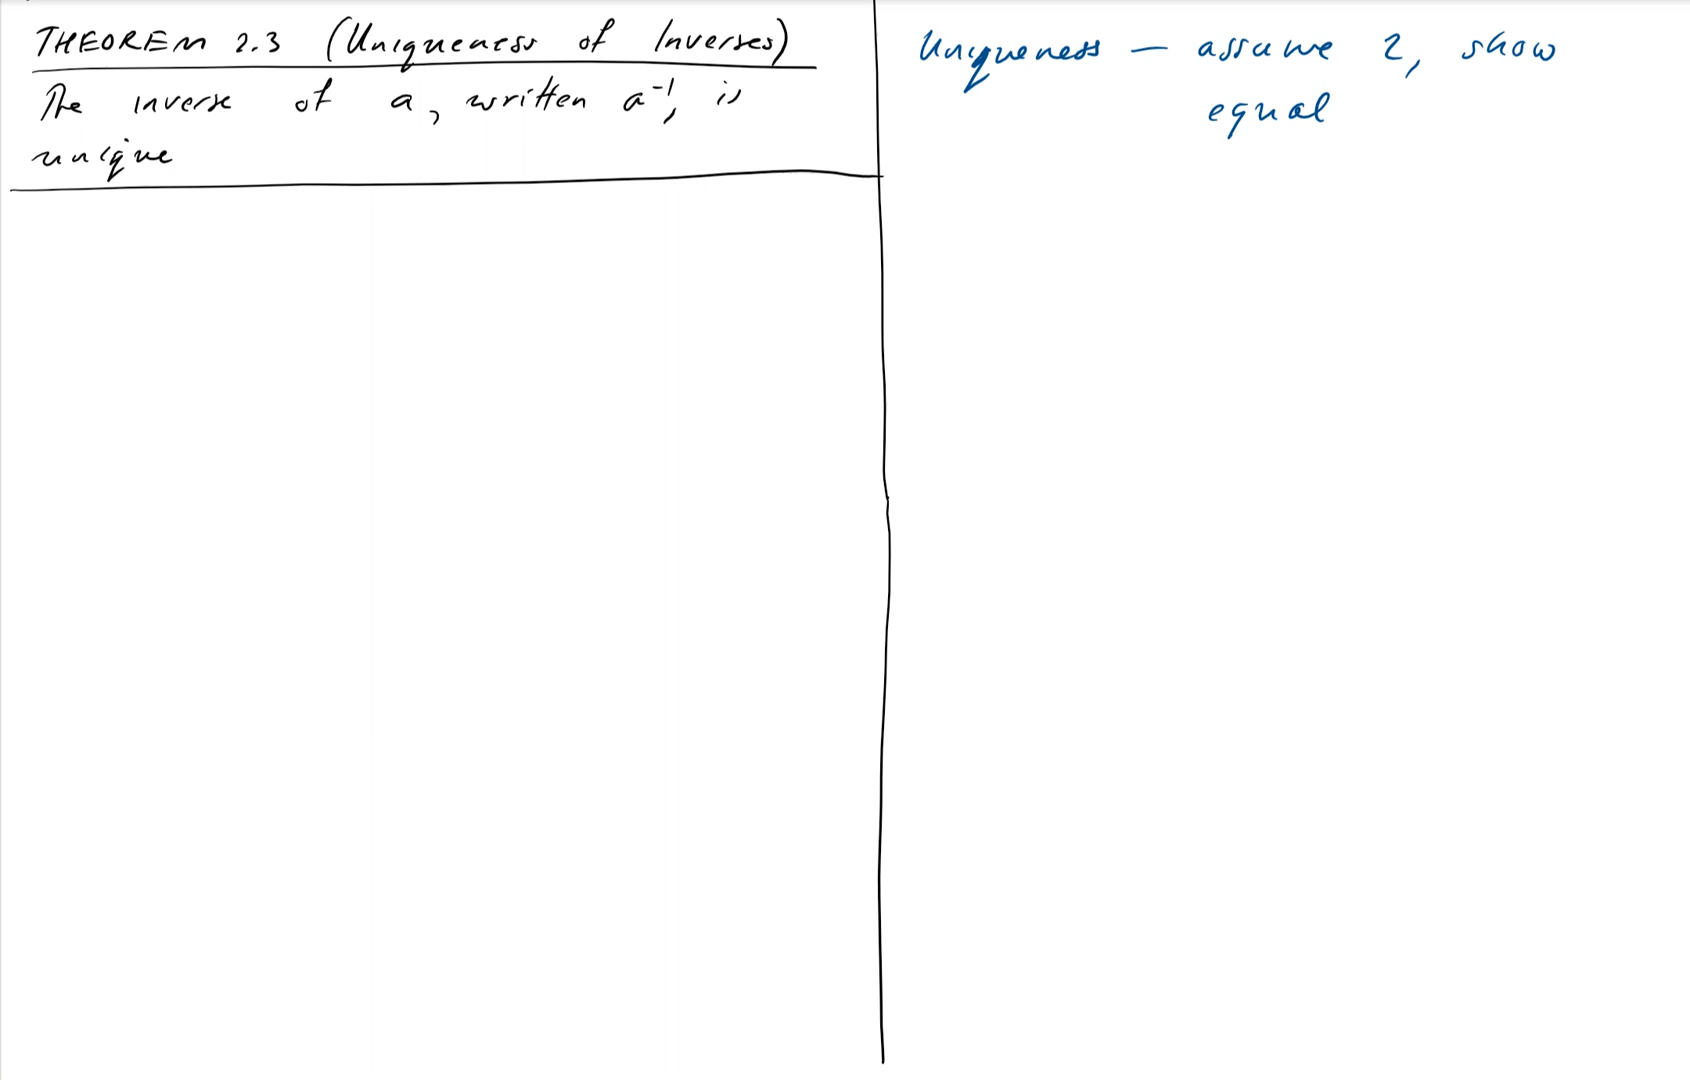 THEOREM 2.3 (Uniqueness of Inverses)
The inverse of a, written a⁻¹, is
unique
Uniqueness — assume 2, show
equal